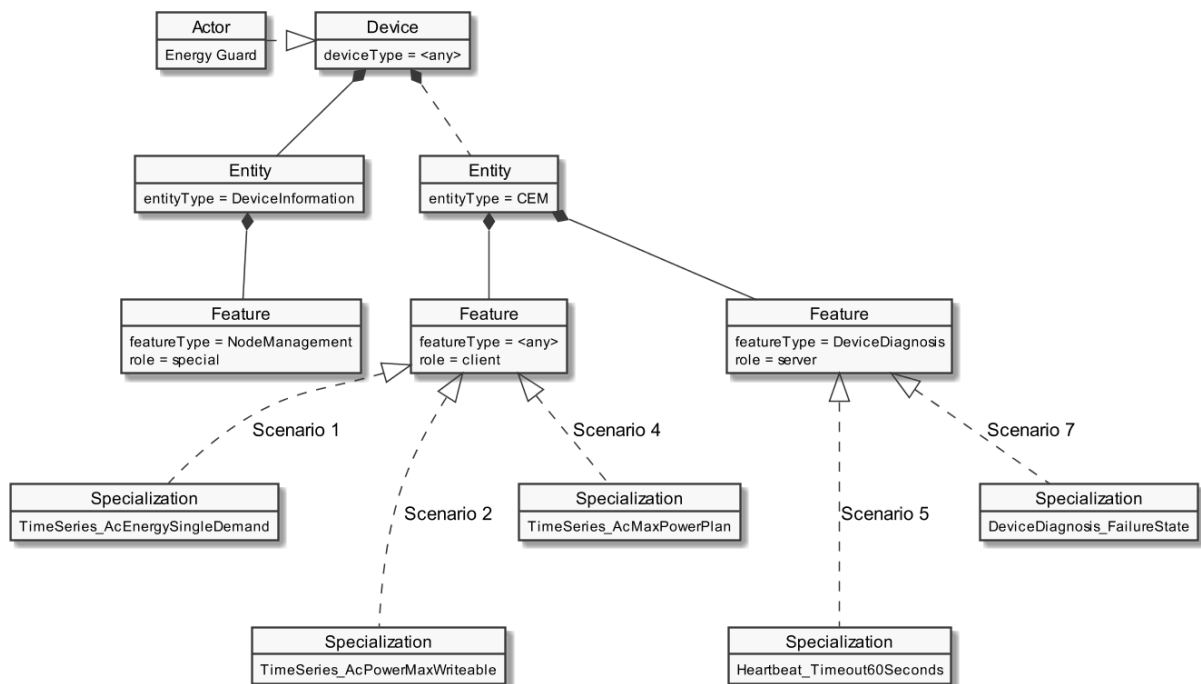 Actor
Energy Guard
Device
deviceType = <any>
Entity
entityType = DeviceInformation
Entity
entityType = CEM
Feature
featureType = NodeManagement
role = special
Feature
featureType = <any>
role = client
Feature
featureType = DeviceDiagnosis
role = server
Scenario 1
Scenario 4
Scenario 7
Specialization
TimeSeries_AcEnergySingleDemand
Scenario 2
Specialization
TimeSeries_AcMaxPowerPlan
Scenario 5
Specialization
DeviceDiagnosis_FailureState
Specialization
TimeSeries_AcPowerMaxWriteable
Specialization
Heartbeat_Timeout60Seconds